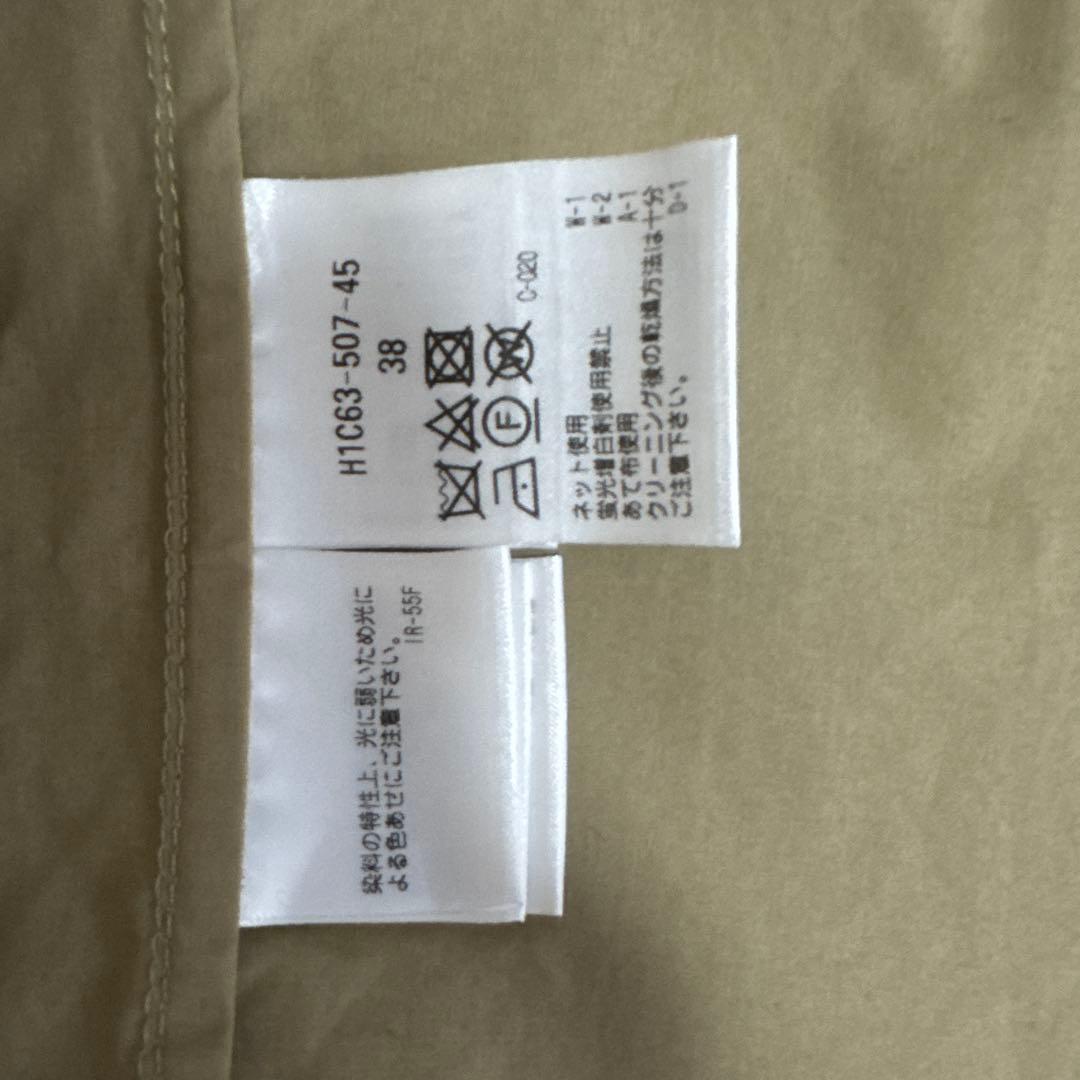 H1C63-507-45
38
F
W
C-020
ネット使用 W-1
蛍光増白剤使用禁止 W-2
あて布使用 A-1
クリーニング後の乾燥方法は十分
ご注意下さい。 D-1
染料の特性上、光に弱いため光に
よる色あせにご注意下さい。
IR-55F